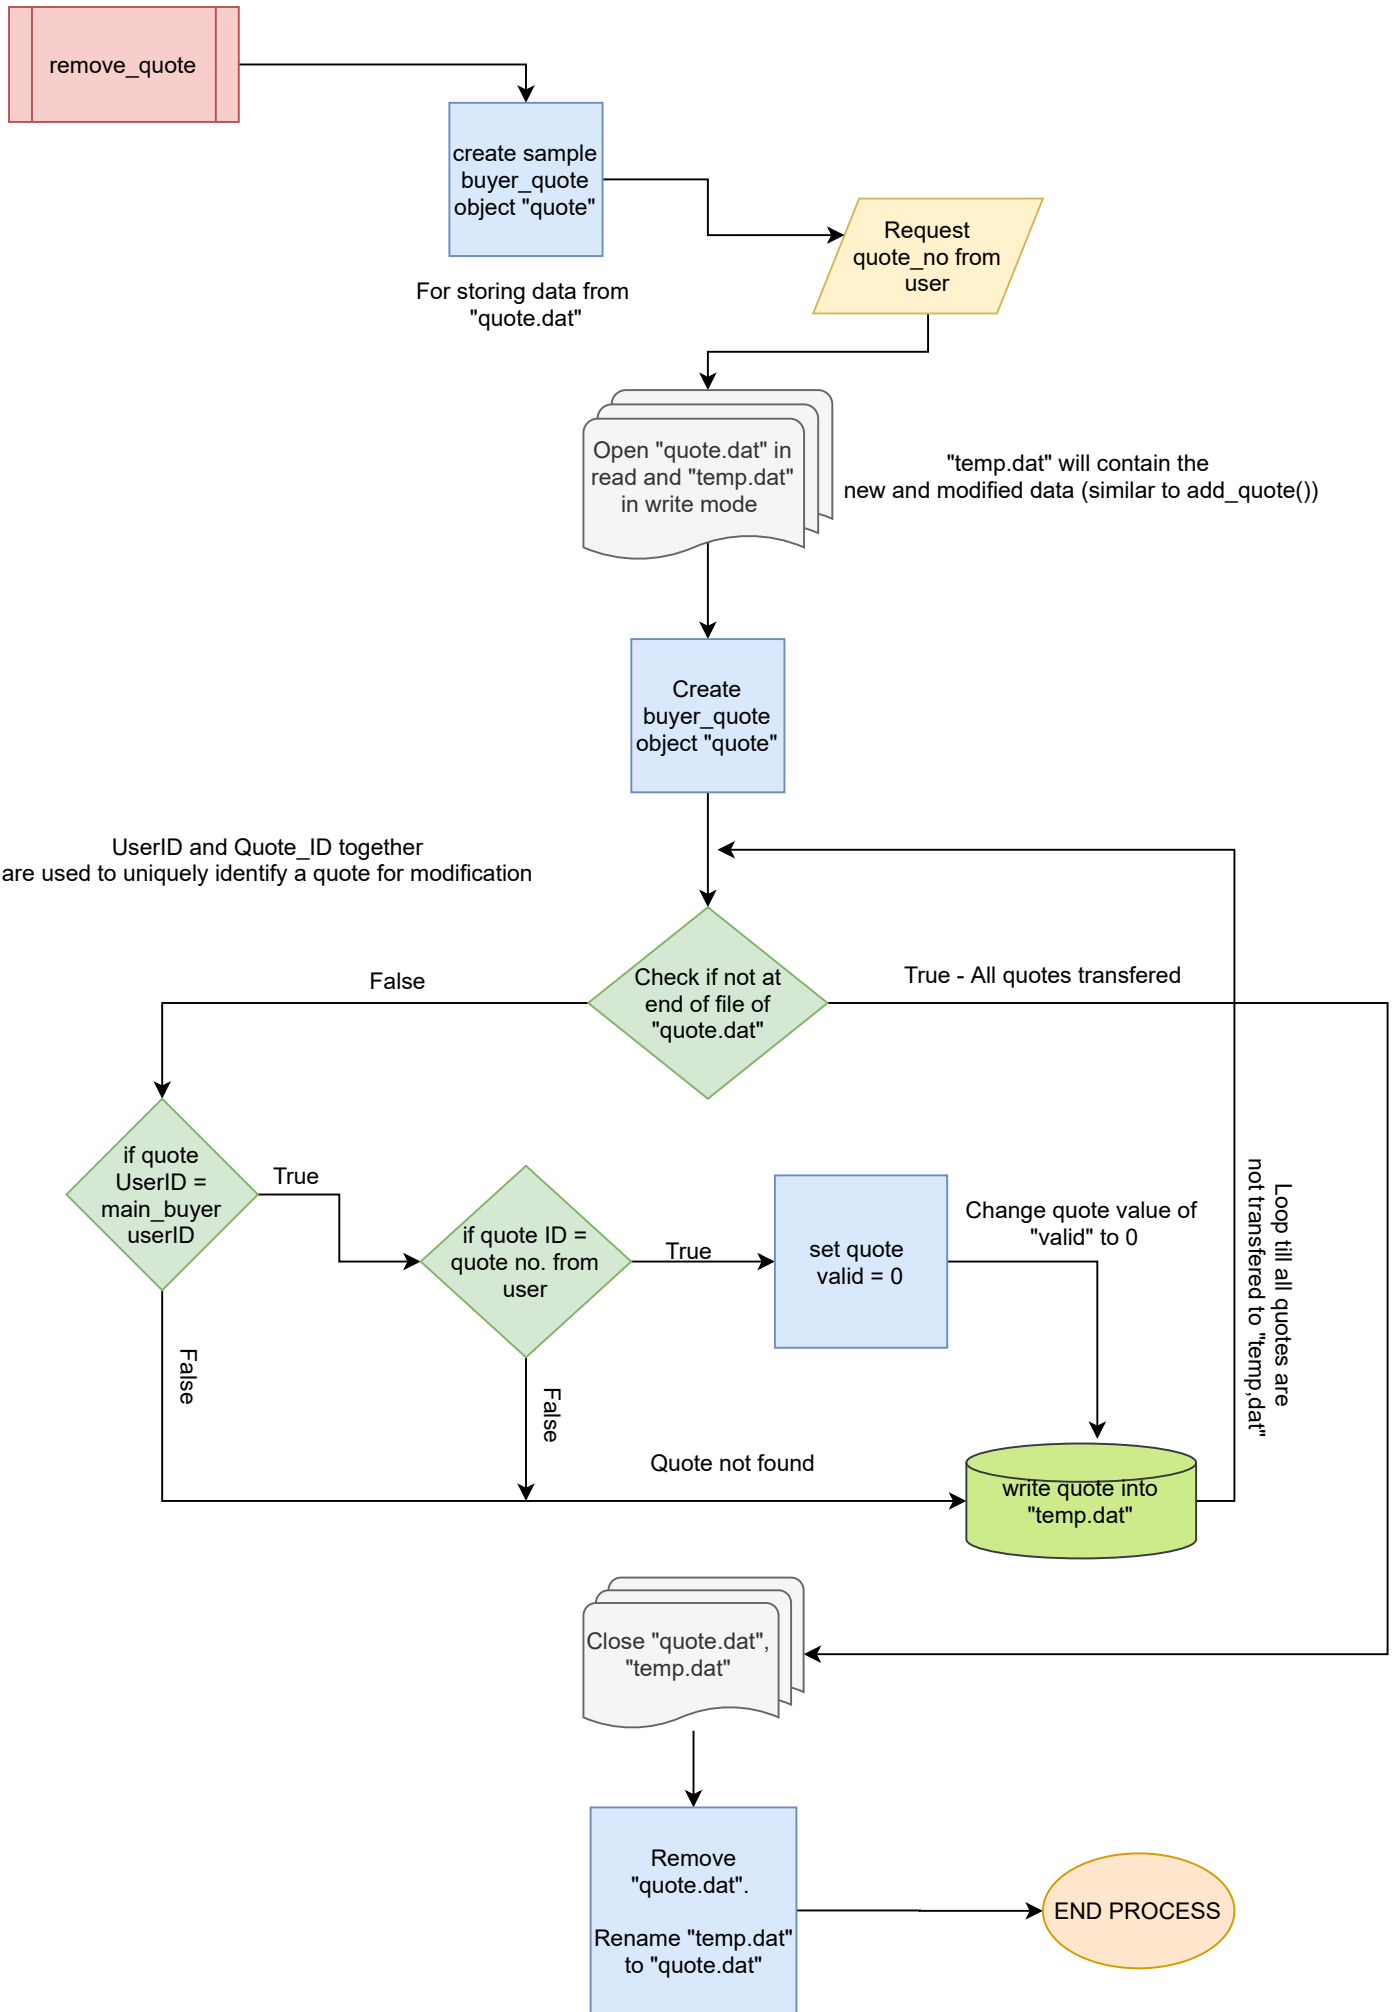 remove_quote
create sample
buyer_quote
object "quote"
For storing data from
"quote.dat"
Request
quote_no from
user
Open "quote.dat" in
read and "temp.dat"
in write mode
"temp.dat" will contain the
new and modified data (similar to add_quote())
Create
buyer_quote
object "quote"
UserID and Quote_ID together
are used to uniquely identify a quote for modification
False
Check if not at
end of file of
"quote.dat"
True - All quotes transfered
if quote
UserID =
main_buyer
userID
True
if quote ID =
quote no. from
user
True
set quote
valid = 0
Change quote value of
"valid" to 0
Loop till all quotes are
not transfered to "temp,dat"
False
False
Quote not found
write quote into
"temp.dat"
Close "quote.dat",
"temp.dat"
Remove
"quote.dat".
Rename "temp.dat"
to "quote.dat"
END PROCESS